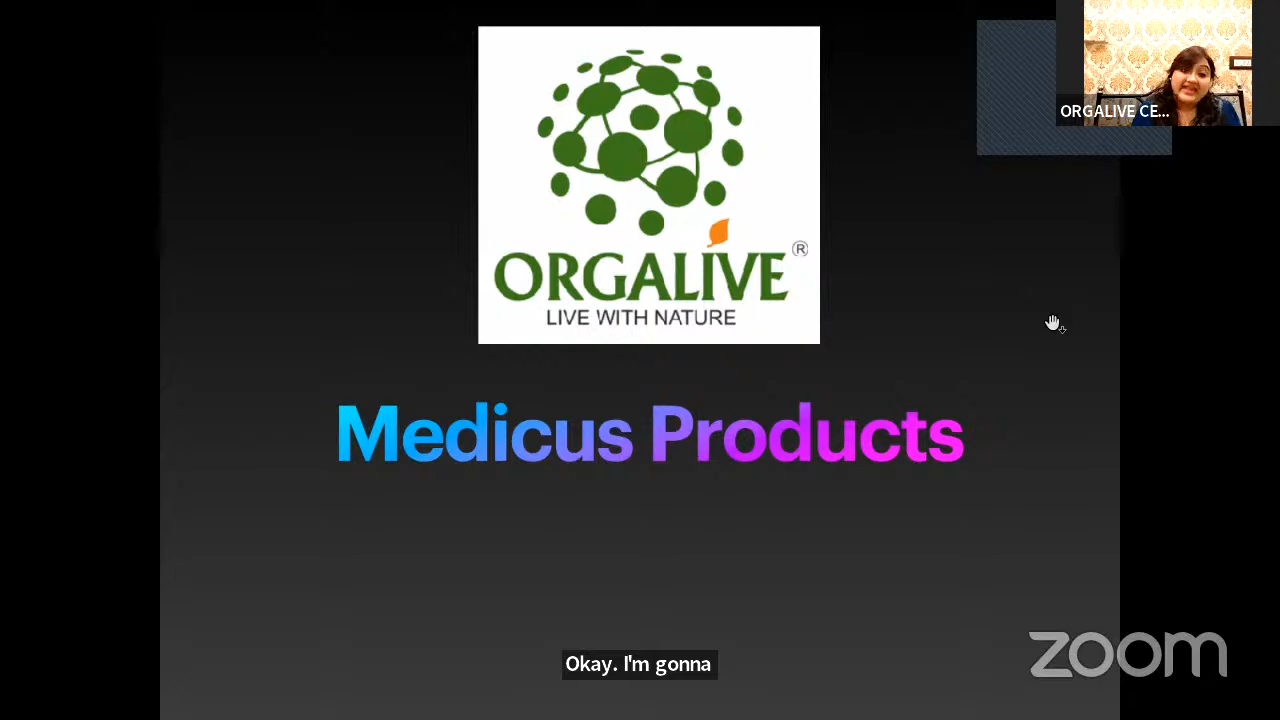 ORGALIVE CE...
ORGALIVE ®
LIVE WITH NATURE
Medicus Products
Okay. I'm gonna
zoom